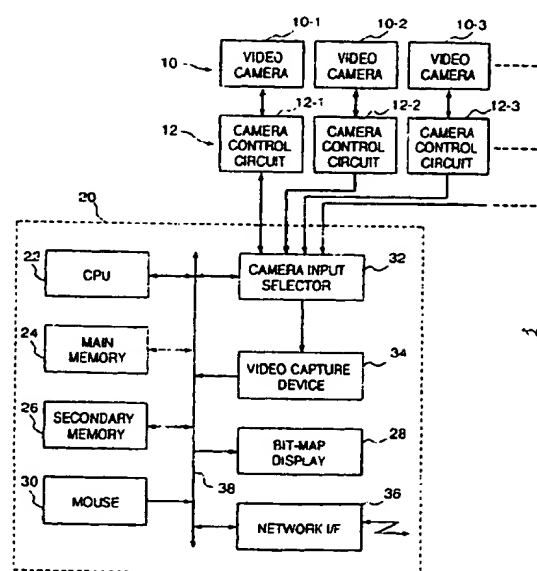 10-1
10-2
10-3
10
VIDEO
CAMERA
VIDEO
CAMERA
VIDEO
CAMERA
12-1
12-2
12-3
12
CAMERA
CONTROL
CIRCUIT
CAMERA
CONTROL
CIRCUIT
CAMERA
CONTROL
CIRCUIT
20
22
CPU
CAMERA INPUT
SELECTOR
32
24
MAIN
MEMORY
VIDEO CAPTURE
DEVICE
34
26
SECONDARY
MEMORY
BIT-MAP
DISPLAY
28
30
MOUSE
38
NETWORK I/F
36